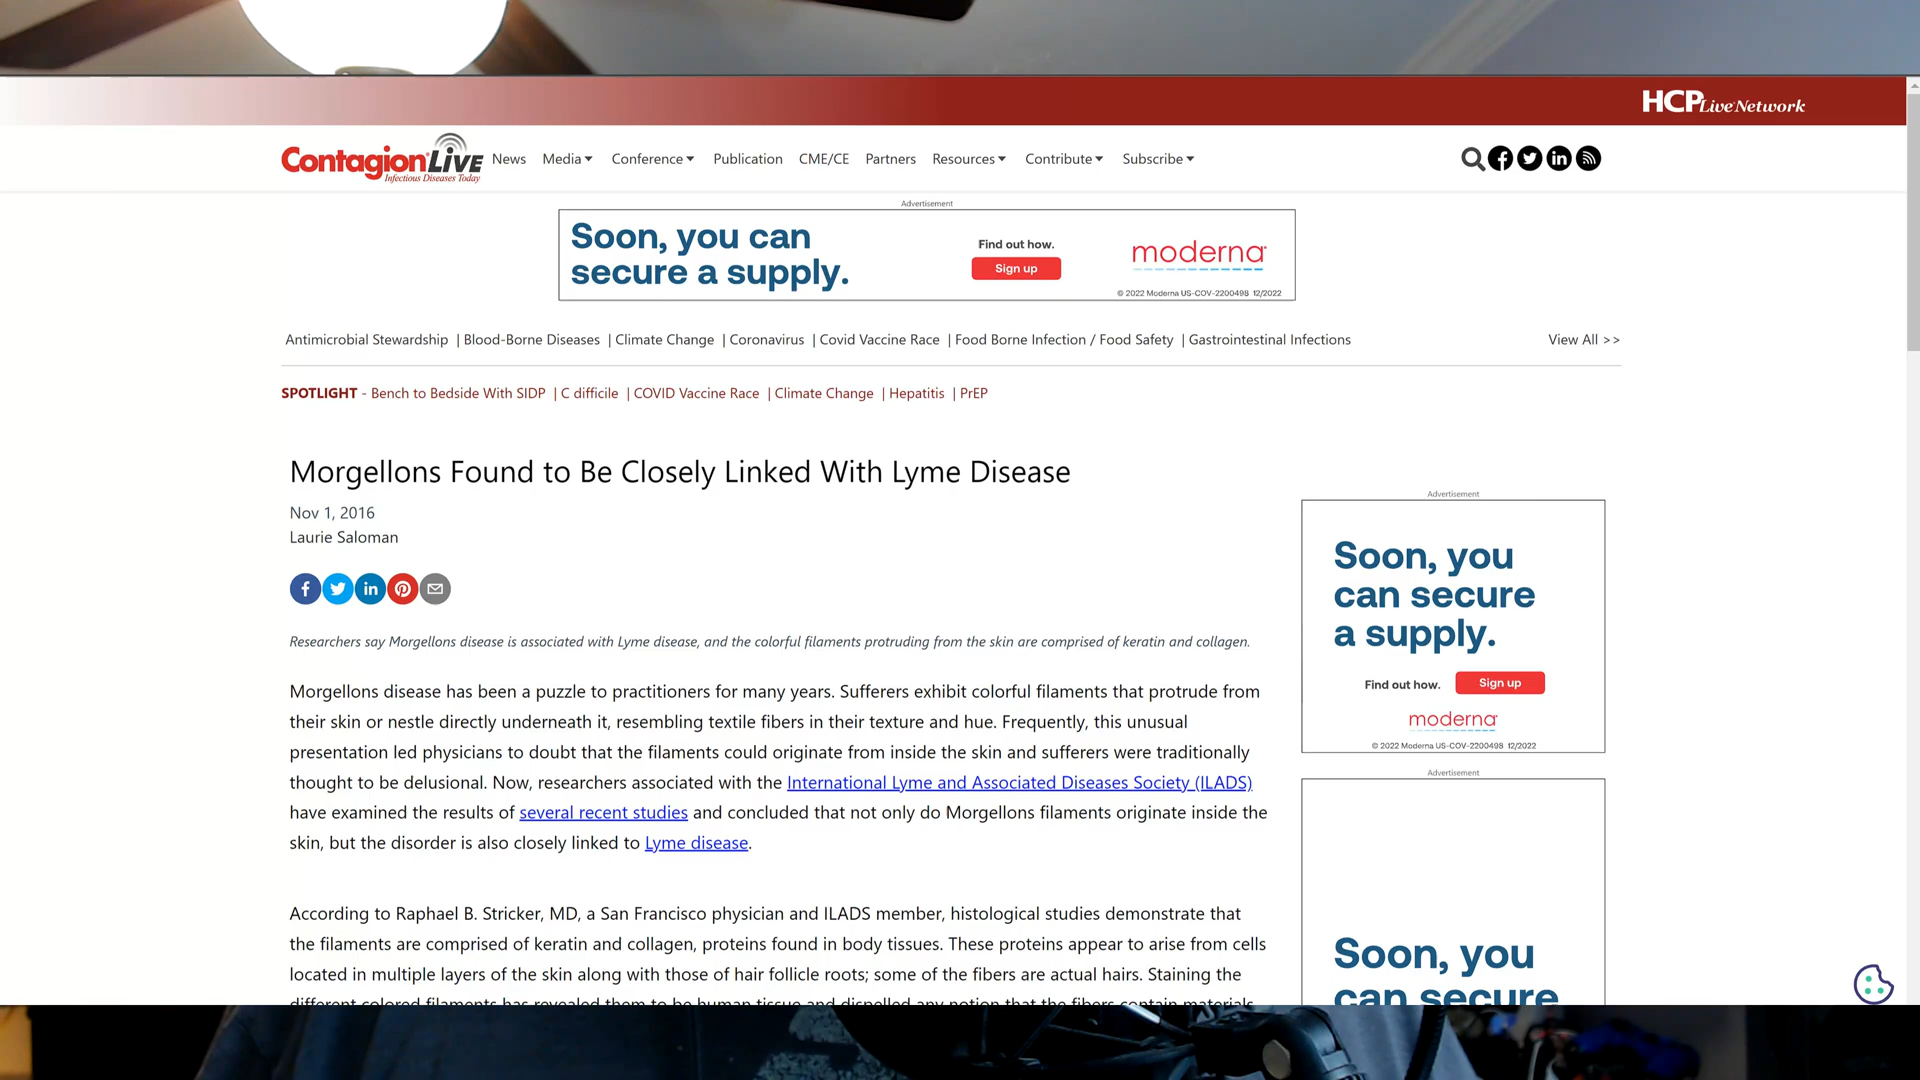 HCPLive Network
ContagionLIVE
Infectious Diseases Today
News Media Conference Publication CME/CE Partners Resources Contribute Subscribe
Advertisement
Soon, you can
secure a supply.
Find out how.
Sign up
moderna
© 2022 Moderna US-COV-2200498 12/2022
Antimicrobial Stewardship | Blood-Borne Diseases | Climate Change | Coronavirus | Covid Vaccine Race | Food Borne Infection / Food Safety | Gastrointestinal Infections View All >>
SPOTLIGHT - Bench to Bedside With SIDP | C difficile | COVID Vaccine Race | Climate Change | Hepatitis | PrEP
Morgellons Found to Be Closely Linked With Lyme Disease
Nov 1, 2016
Laurie Saloman
Researchers say Morgellons disease is associated with Lyme disease, and the colorful filaments protruding from the skin are comprised of keratin and collagen.
Morgellons disease has been a puzzle to practitioners for many years. Sufferers exhibit colorful filaments that protrude from
their skin or nestle directly underneath it, resembling textile fibers in their texture and hue. Frequently, this unusual
presentation led physicians to doubt that the filaments could originate from inside the skin and sufferers were traditionally
thought to be delusional. Now, researchers associated with the International Lyme and Associated Diseases Society (ILADS)
have examined the results of several recent studies and concluded that not only do Morgellons filaments originate inside the
skin, but the disorder is also closely linked to Lyme disease.
According to Raphael B. Stricker, MD, a San Francisco physician and ILADS member, histological studies demonstrate that
the filaments are comprised of keratin and collagen, proteins found in body tissues. These proteins appear to arise from cells
located in multiple layers of the skin along with those of hair follicle roots; some of the fibers are actual hairs. Staining the
different colored filaments has revealed them to be human tissue and dispelled any notion that the fibers contain materials
Advertisement
Soon, you
can secure
a supply.
Find out how.
Sign up
moderna
© 2022 Moderna US-COV-2200498 12/2022
Advertisement
Soon, you
can secure